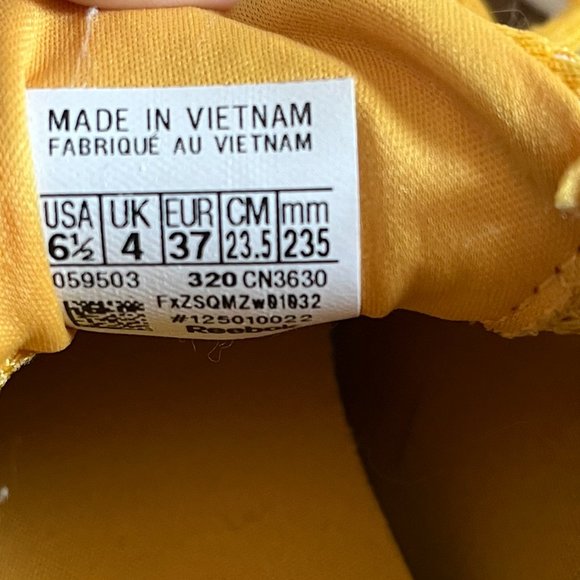 MADE IN VIETNAM
FABRIQUÉ AU VIETNAM
USA UK EUR CM mm
6½ 4 37 23.5 235
059503 320 CN3630
FxZSQMZw01032
#125010022
Reebok